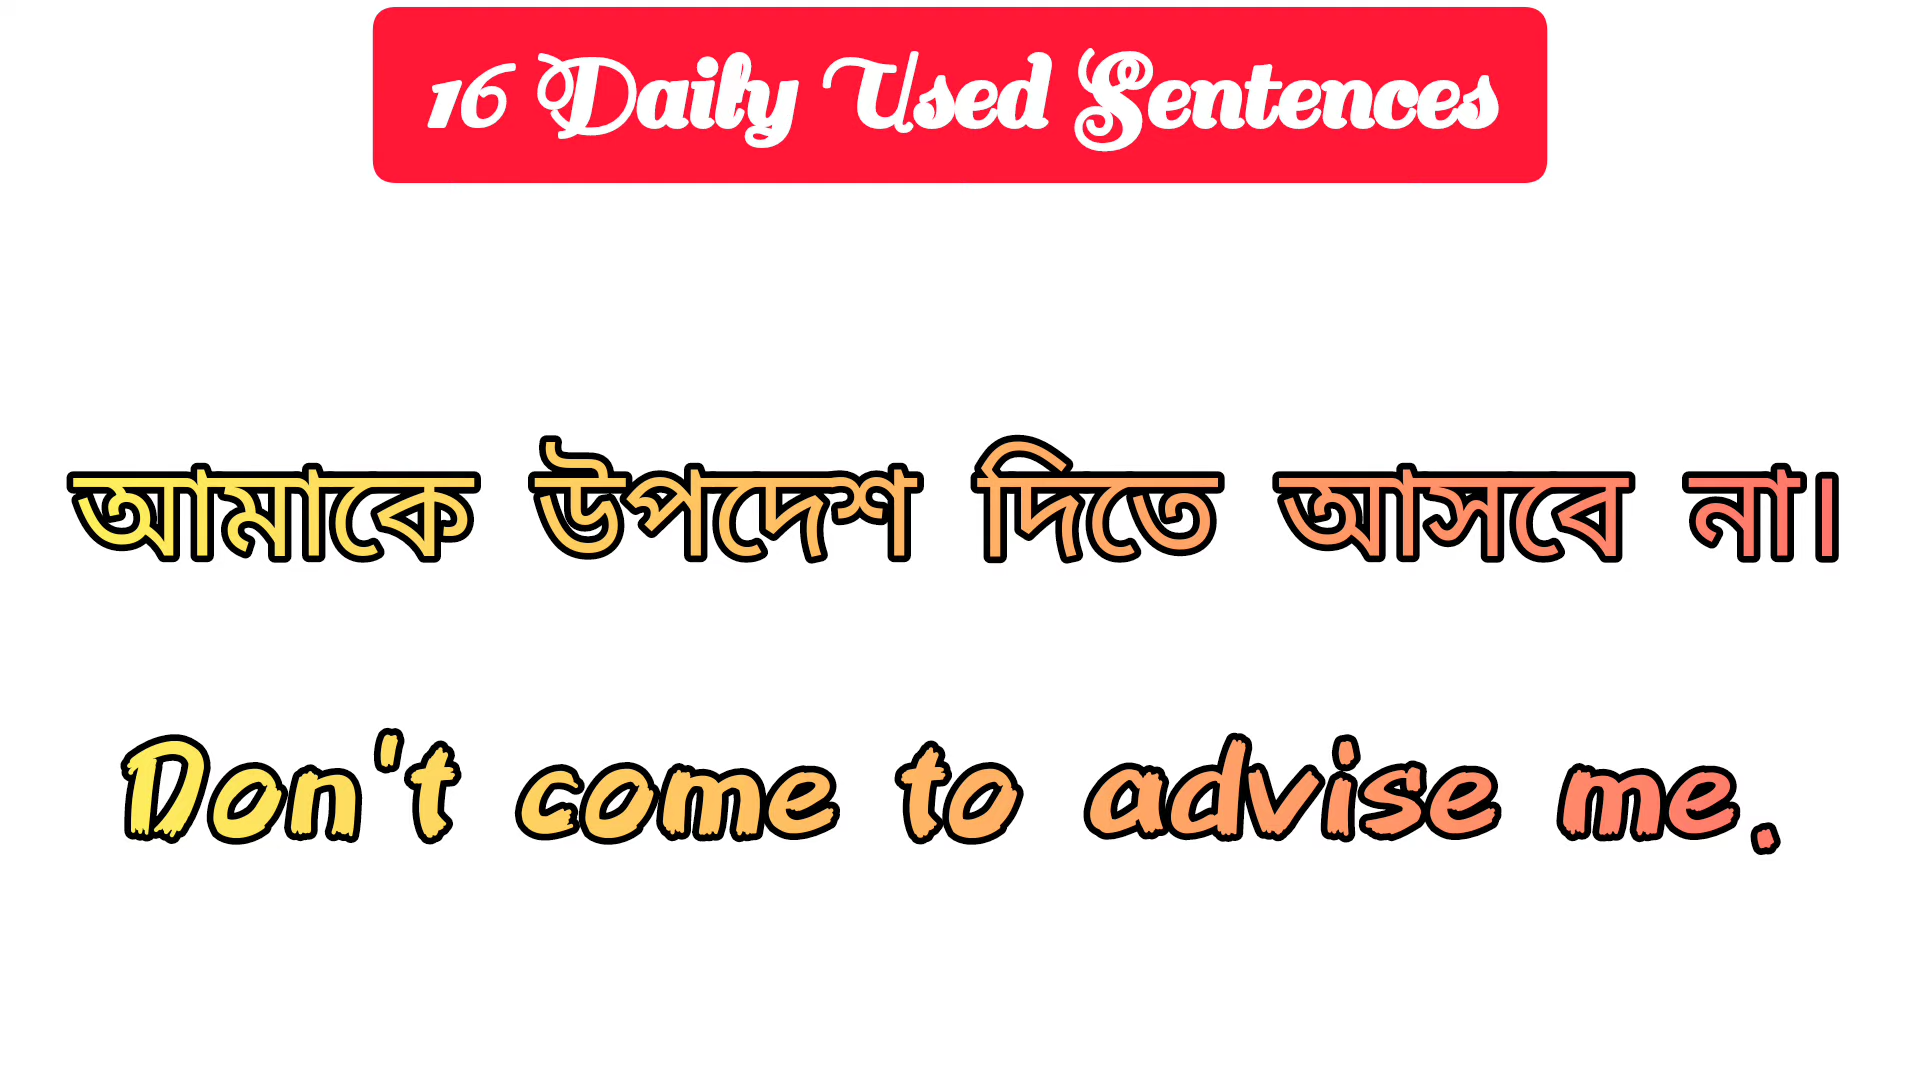 16 Daily Used Sentences
আমাকে উপদেশ দিতে আসবে না।
Don't come to advise me.